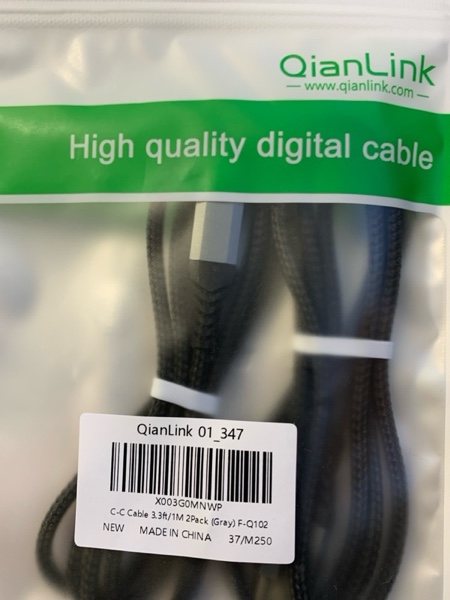 QianLink
— www.qianlink.com —
High quality digital cable
QianLink 01_347
X003G0MNWP
C-C Cable 3.3ft/1M 2Pack (Gray) F-Q102
NEW MADE IN CHINA 37/M250